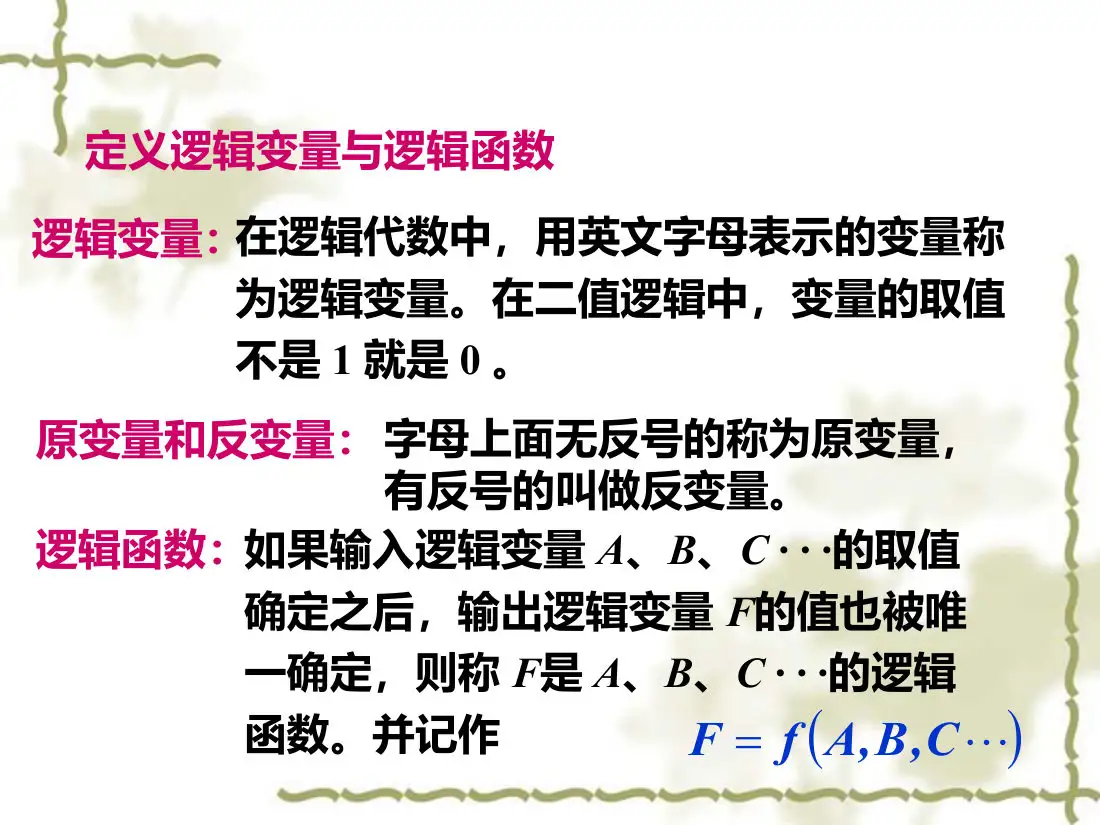 定义逻辑变量与逻辑函数
逻辑变量：在逻辑代数中，用英文字母表示的变量称
为逻辑变量。在二值逻辑中，变量的取值
不是 1 就是 0 。
原变量和反变量： 字母上面无反号的称为原变量，
有反号的叫做反变量。
逻辑函数：如果输入逻辑变量 A、B、C · · ·的取值
确定之后，输出逻辑变量 F的值也被唯
一确定，则称 F是 A、B、C · · ·的逻辑
函数。并记作 F = f(A,B,C···)